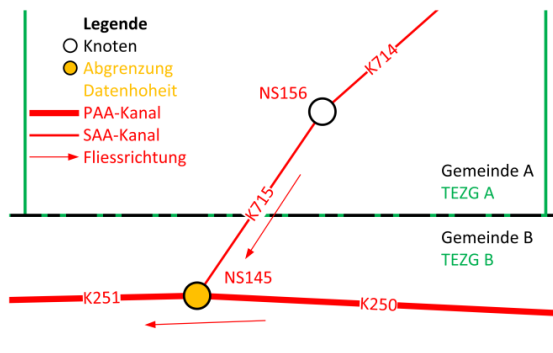 Legende
Knoten
Abgrenzung
Datenhoheit
PAA-Kanal
SAA-Kanal
Fliessrichtung
K714
NS156
Gemeinde A
TEZG A
K715
Gemeinde B
TEZG B
NS145
K251
K250